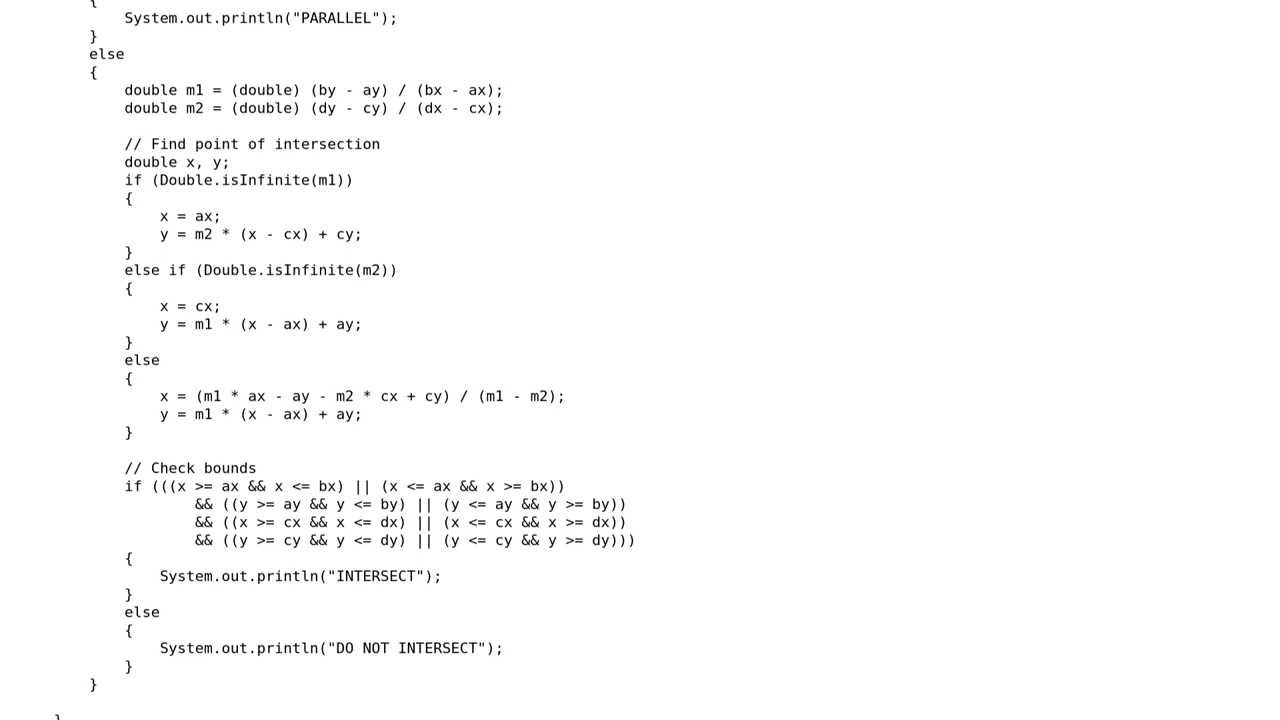 {
System.out.println("PARALLEL");
}
else
{
double m1 = (double) (by - ay) / (bx - ax);
double m2 = (double) (dy - cy) / (dx - cx);
// Find point of intersection
double x, y;
if (Double.isInfinite(m1))
{
x = ax;
y = m2 * (x - cx) + cy;
}
else if (Double.isInfinite(m2))
{
x = cx;
y = m1 * (x - ax) + ay;
}
else
{
x = (m1 * ax - ay - m2 * cx + cy) / (m1 - m2);
y = m1 * (x - ax) + ay;
}
// Check bounds
if (((x >= ax && x <= bx) || (x <= ax && x >= bx))
&& ((y >= ay && y <= by) || (y <= ay && y >= by))
&& ((x >= cx && x <= dx) || (x <= cx && x >= dx))
&& ((y >= cy && y <= dy) || (y <= cy && y >= dy)))
{
System.out.println("INTERSECT");
}
else
{
System.out.println("DO NOT INTERSECT");
}
}
}